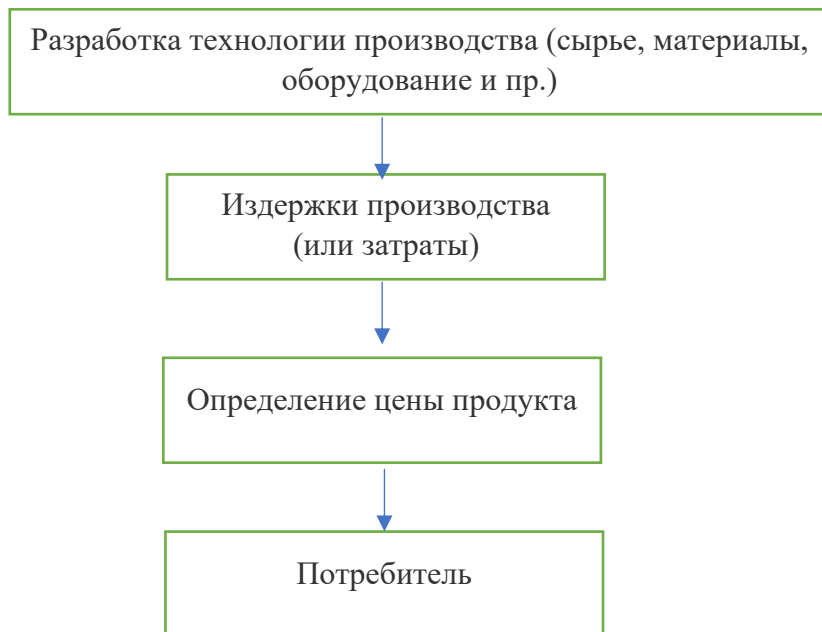 Разработка технологии производства (сырье, материалы,
оборудование и пр.)
Издержки производства
(или затраты)
Определение цены продукта
Потребитель